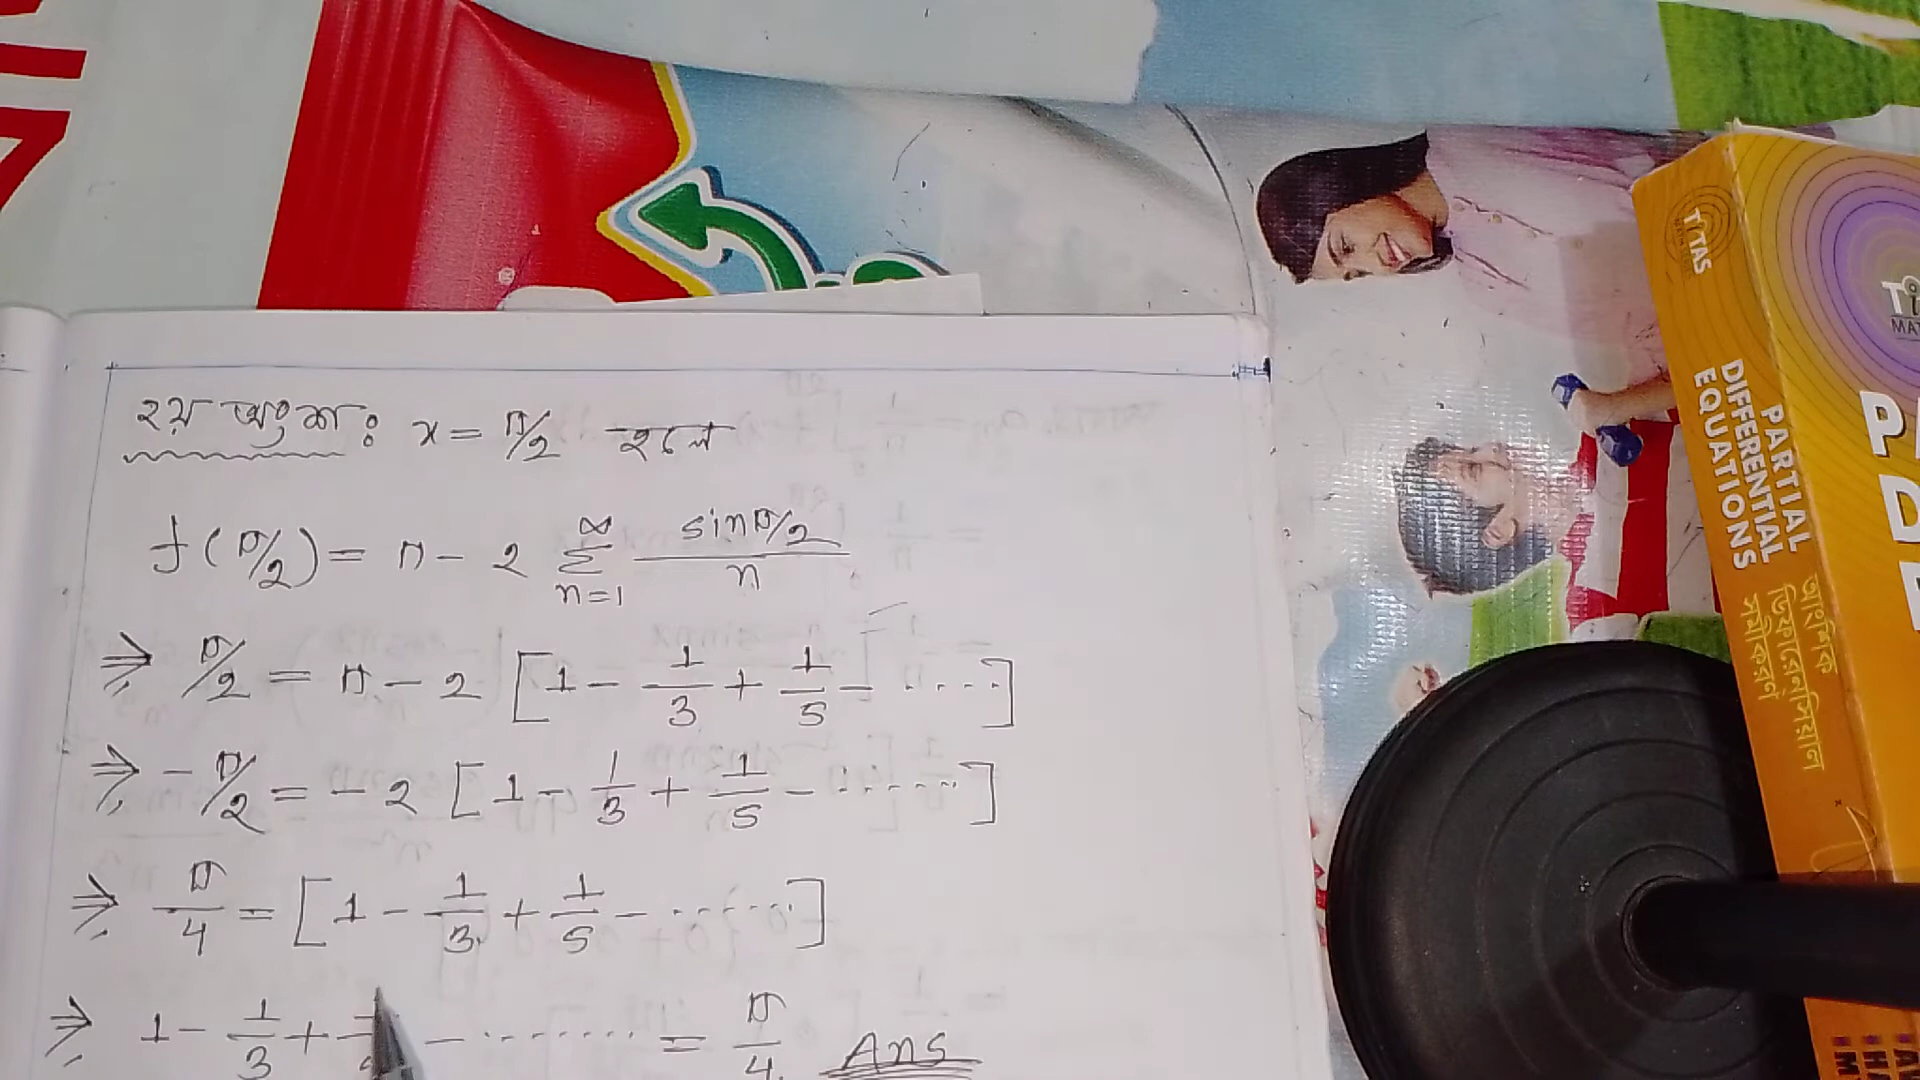 ২য় অংশঃ x = π/2 হলে
f(π/2) = π - 2 ∑_{n=1}^{∞} \frac{sin nπ/2}{n}
⇒ π/2 = π - 2 [1 - 1/3 + 1/5 - .....]
⇒ -π/2 = -2 [1 - 1/3 + 1/5 - ......]
⇒ π/4 = [1 - 1/3 + 1/5 - ......]
⇒ 1 - 1/3 + - ........ = π/4 Ans
TiTAS
PARTIAL
DIFFERENTIAL
EQUATIONS
আংশিক
ডিফারেনসিয়াল
সমীকরণ